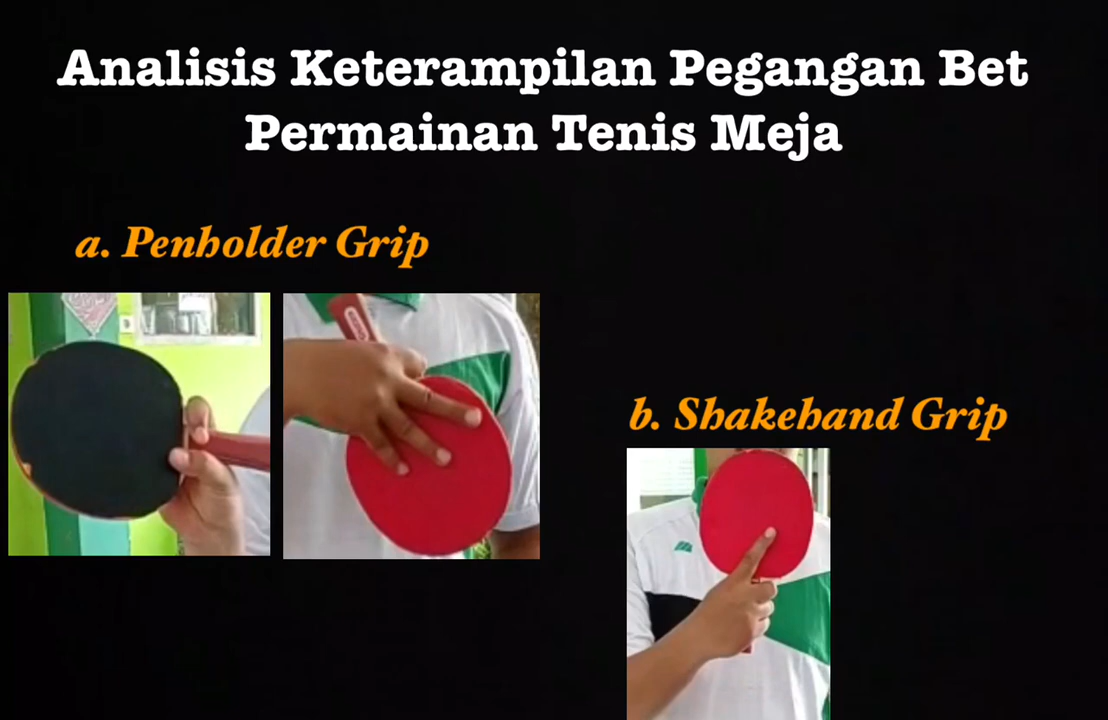 Analisis Keterampilan Pegangan Bet
Permainan Tenis Meja
a. Penholder Grip
b. Shakehand Grip